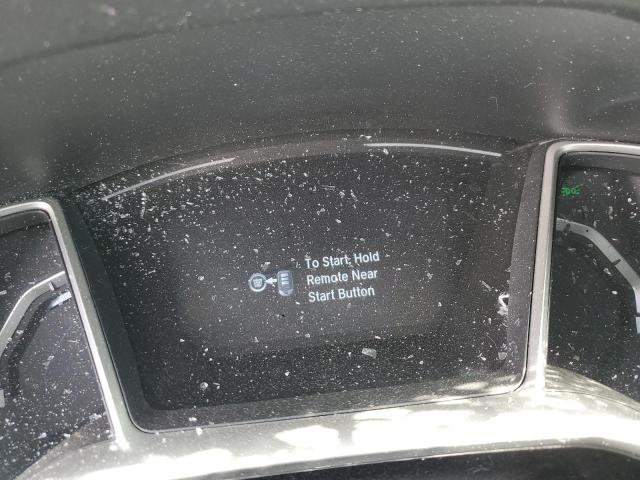 To Start, Hold
Remote Near
Start Button